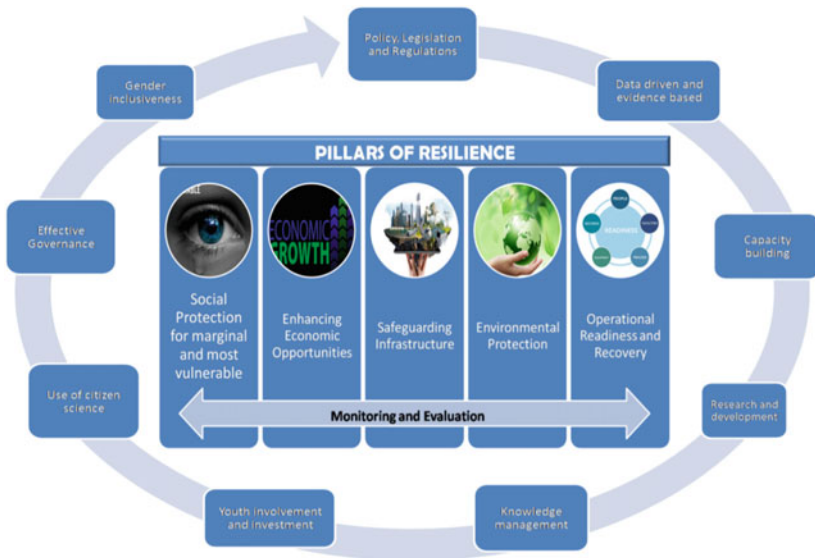 Policy, Legislation
and Regulations
Data driven and
evidence based
Capacity
building
Research and
development
Knowledge
management
Youth involvement
and investment
Use of citizen
science
Effective
Governance
Gender
inclusiveness
PILLARS OF RESILIENCE
ECONOMIC
GROWTH
PEOPLE
READINESS
Social
Protection
for marginal
and most
vulnerable
Enhancing
Economic
Opportunities
Safeguarding
Infrastructure
Environmental
Protection
Operational
Readiness and
Recovery
Monitoring and Evaluation